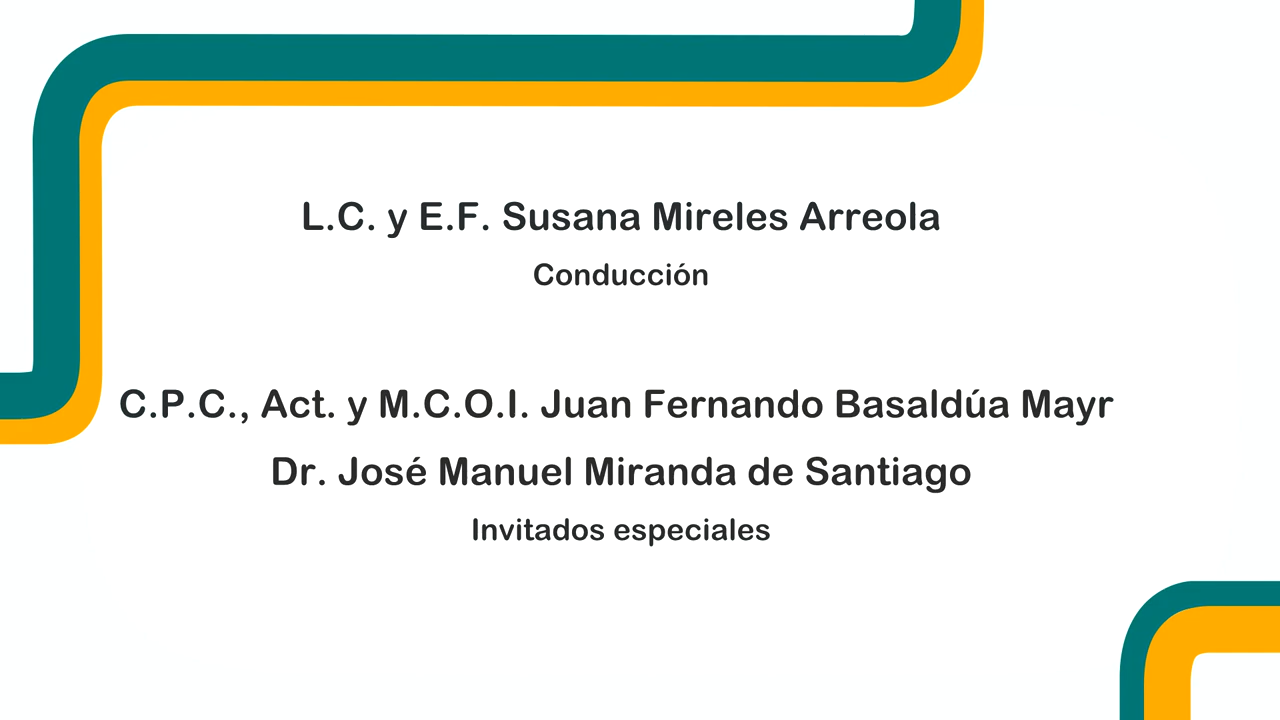 L.C. y E.F. Susana Mireles Arreola
Conducción
C.P.C., Act. y M.C.O.I. Juan Fernando Basaldúa Mayr
Dr. José Manuel Miranda de Santiago
Invitados especiales